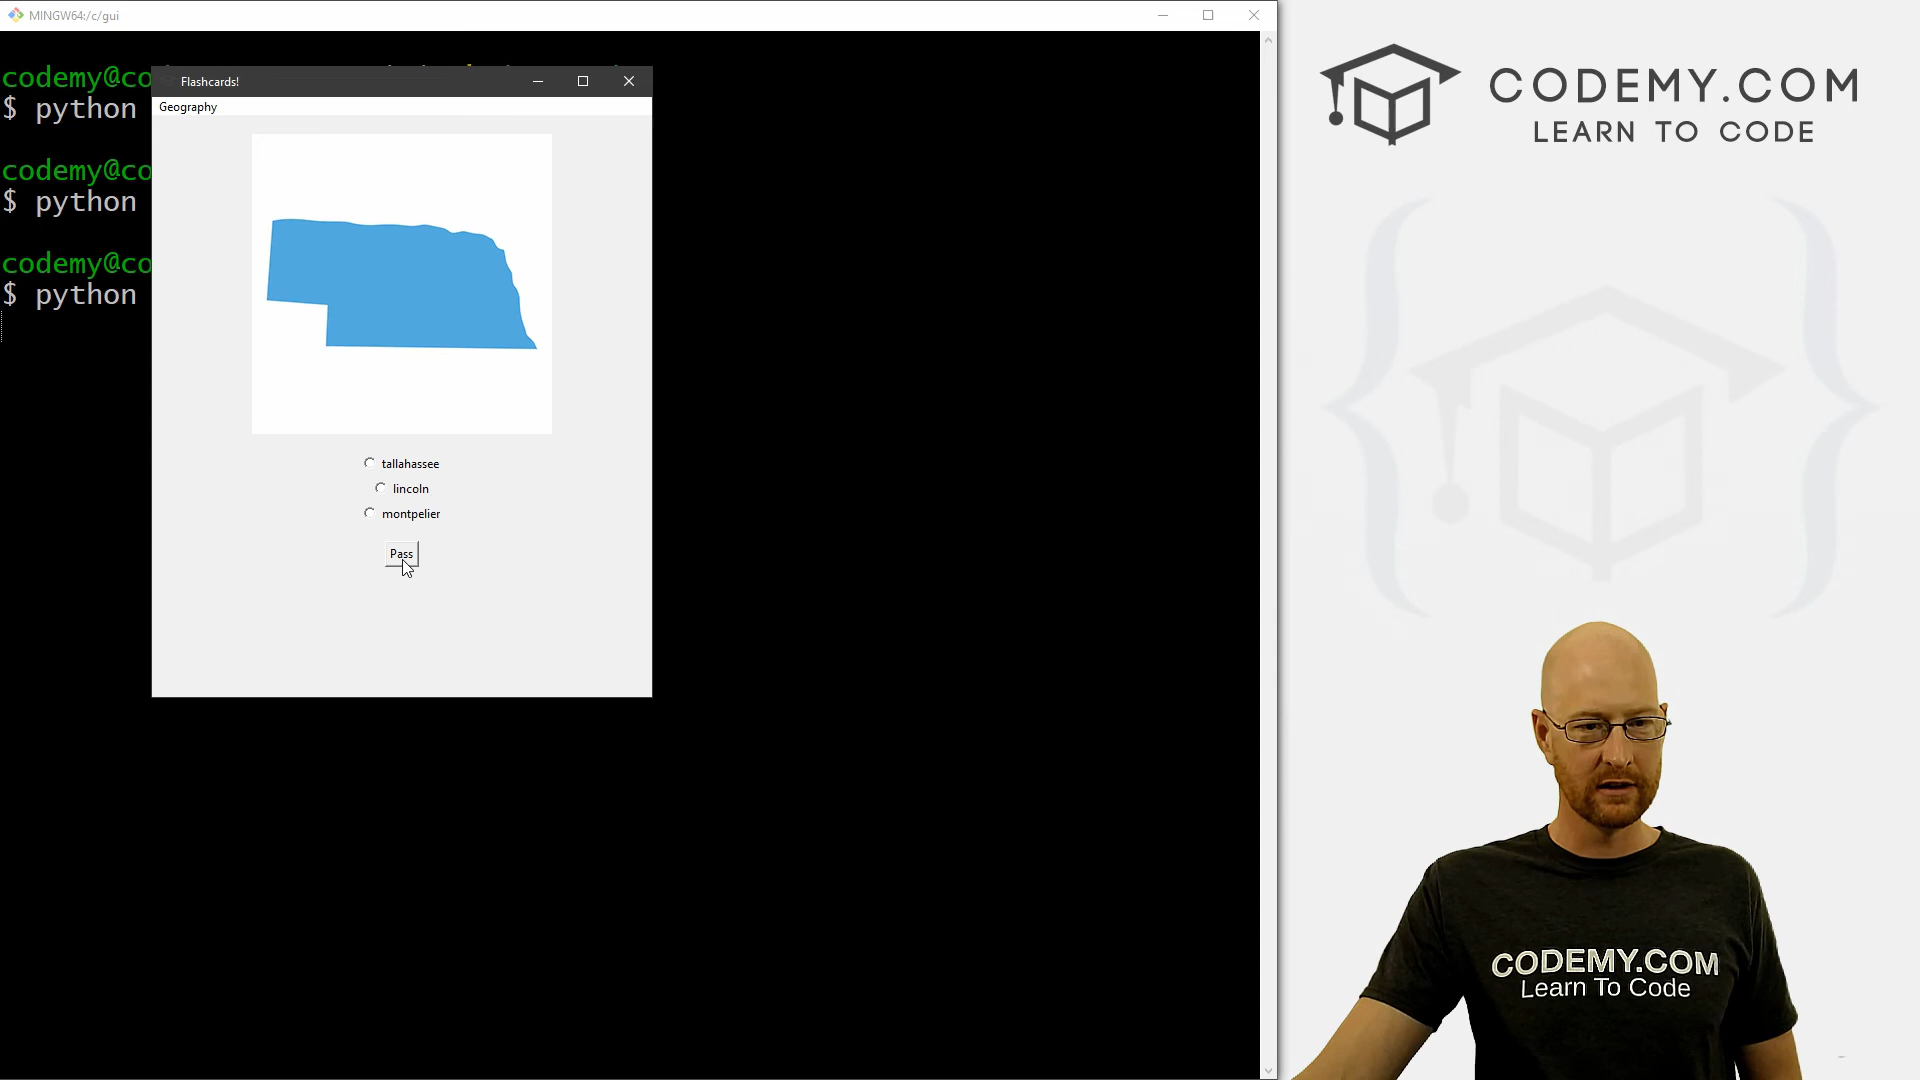 MINGW64:/c/gui
codemy@co
$ python
codemy@co
$ python
codemy@co
$ python
Flashcards!
Geography
tallahassee
lincoln
montpelier
Pass
CODEMY.COM
LEARN TO CODE
CODEMY.COM
Learn To Code